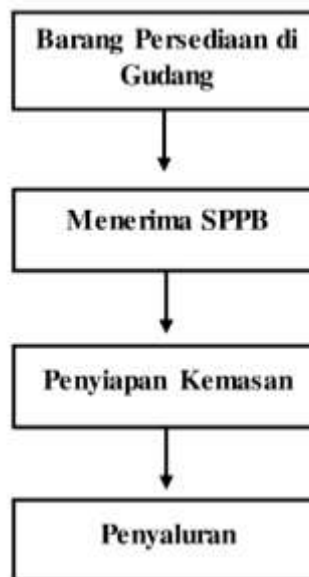 Barang Persediaan di
Gudang
Menerima SPPB
Penyiapan Kemasan
Penyaluran